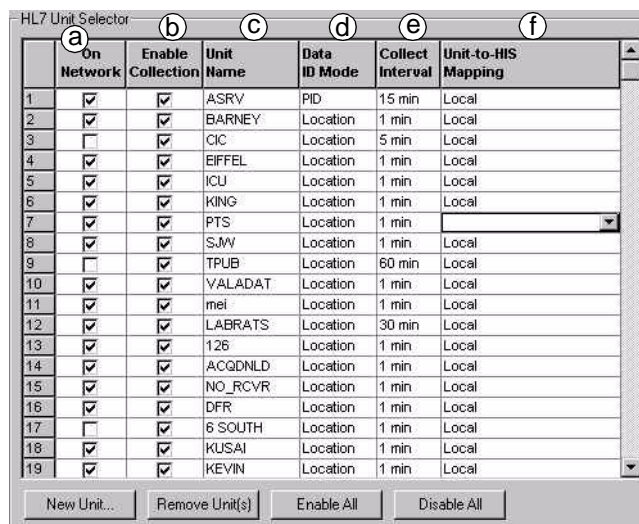 HL7 Unit Selector
a b c d e f
On Network Enable Collection Unit Name Data ID Mode Collect Interval Unit-to-HIS Mapping
1 ASRV PID 15 min Local
2 BARNEY Location 1 min Local
3 CIC Location 5 min Local
4 EIFFEL Location 1 min Local
5 ICU Location 1 min Local
6 KING Location 1 min Local
7 PTS Location 1 min
8 SJW Location 1 min Local
9 TPUB Location 60 min Local
10 VALADAT Location 1 min Local
11 mei Location 1 min Local
12 LABRATS Location 30 min Local
13 126 Location 1 min Local
14 ACQDNLD Location 1 min Local
15 NO_RCVR Location 1 min Local
16 DFR Location 1 min Local
17 6 SOUTH Location 1 min Local
18 KUSAI Location 1 min Local
19 KEVIN Location 1 min Local
New Unit... Remove Unit(s) Enable All Disable All